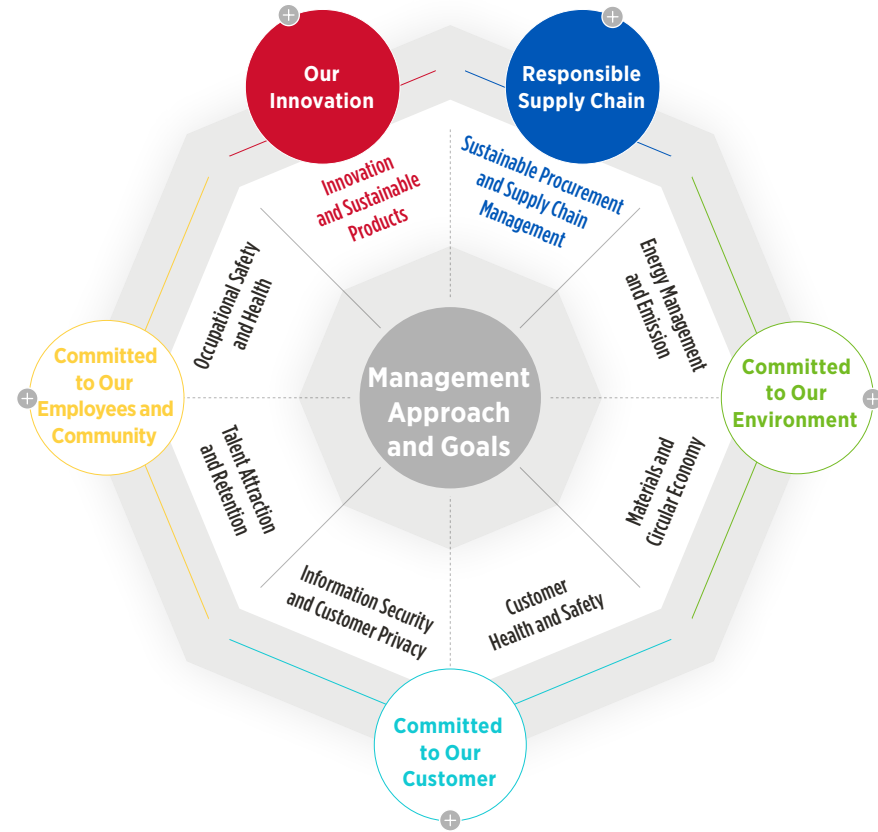 Our
Innovation
Responsible
Supply Chain
Innovation
and Sustainable
Products
Sustainable Procurement
and Supply Chain
Management
Occupational Safety
and Health
Energy Management
and Emission
Committed
to Our
Employees and
Community
Management
Approach
and Goals
Committed
to Our
Environment
Talent Attraction
and Retention
Materials and
Circular Economy
Information Security
and Customer Privacy
Customer
Health and Safety
Committed
to Our
Customer